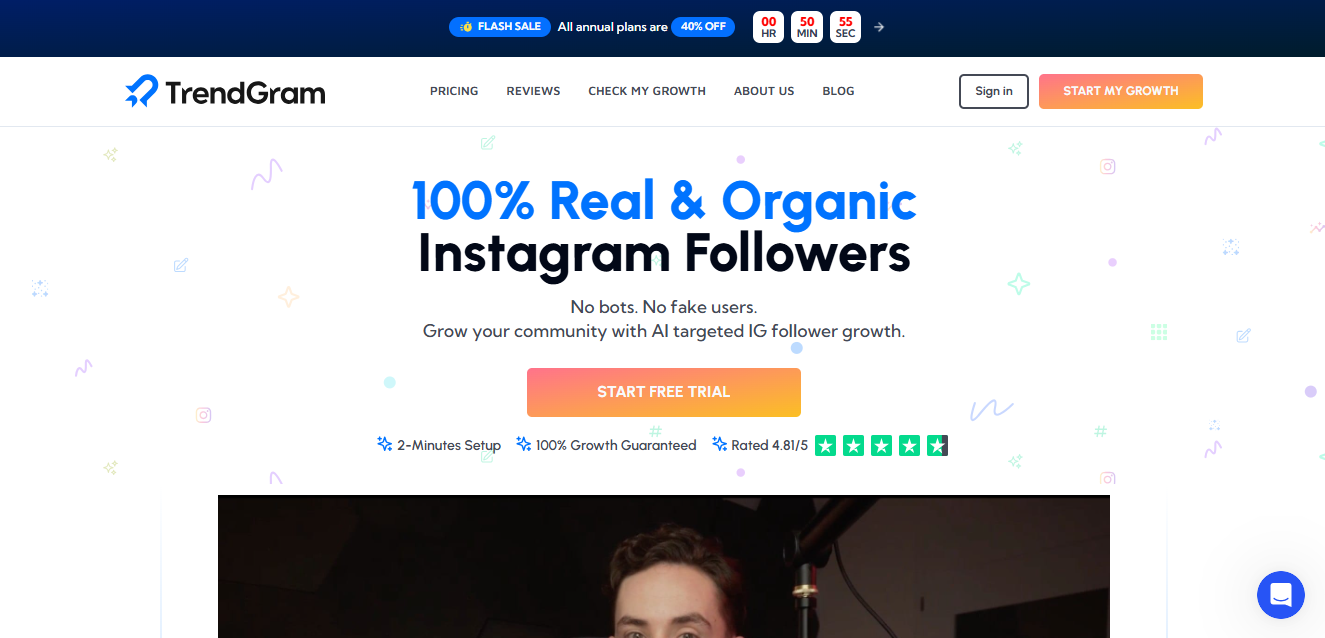 FLASH SALE All annual plans are 40% OFF 00 HR 50 MIN 55 SEC
TrendGram PRICING REVIEWS CHECK MY GROWTH ABOUT US BLOG Sign in START MY GROWTH
100% Real & Organic
Instagram Followers
No bots. No fake users.
Grow your community with AI targeted IG follower growth.
START FREE TRIAL
2-Minutes Setup 100% Growth Guaranteed Rated 4.81/5